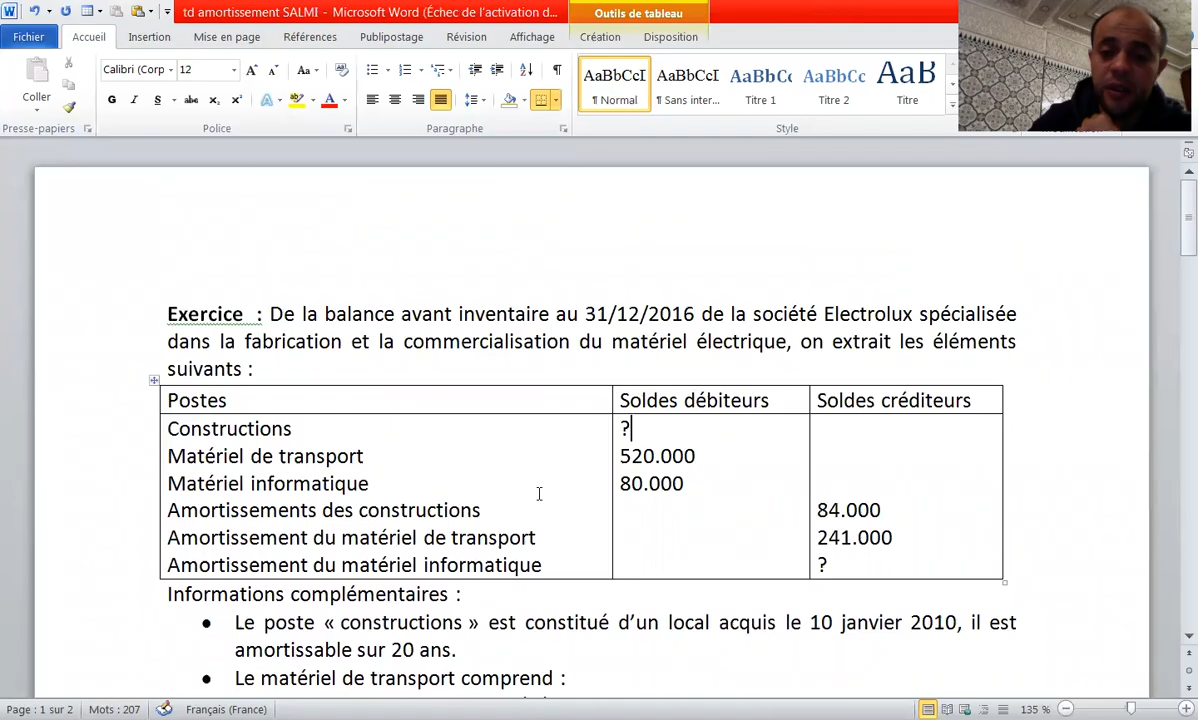 td amortissement SALMI - Microsoft Word (Échec de l'activation d...
Outils de tableau
Fichier Accueil Insertion Mise en page Références Publipostage Révision Affichage Création Disposition
Coller
Calibri (Corp 12
AaBbCcI AaBbCcI AaBbC AaBbCc AaB
¶ Normal ¶ Sans inter... Titre 1 Titre 2 Titre
Presse-papiers Police Paragraphe Style
Exercice : De la balance avant inventaire au 31/12/2016 de la société Electrolux spécialisée
dans la fabrication et la commercialisation du matériel électrique, on extrait les éléments
suivants :
Postes Soldes débiteurs Soldes créditeurs
Constructions ?
Matériel de transport 520.000
Matériel informatique 80.000
Amortissements des constructions 84.000
Amortissement du matériel de transport 241.000
Amortissement du matériel informatique ?
Informations complémentaires :
• Le poste « constructions » est constitué d'un local acquis le 10 janvier 2010, il est
amortissable sur 20 ans.
• Le matériel de transport comprend :
Page : 1 sur 2 Mots : 207 Français (France) 135 %